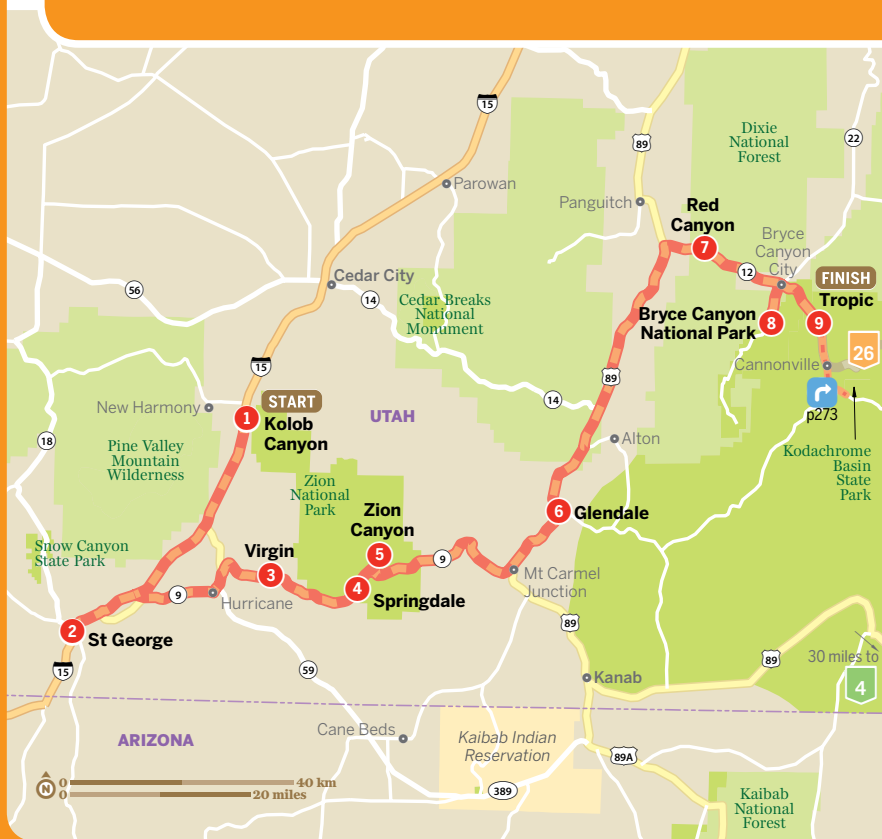 15
89
Dixie
National
Forest
22
Parowan
Panguitch
Red
Canyon
7
Bryce
Canyon
City
12
FINISH
Tropic
56
Cedar City
14
Cedar Breaks
National
Monument
Bryce Canyon
National Park
8
9
26
15
Cannonville
89
p273
START
1
Kolob
Canyon
New Harmony
UTAH
14
18
Pine Valley
Mountain
Wilderness
Alton
Kodachrome
Basin
State
Park
Zion
National
Park
Zion
Canyon
5
6
Glendale
Snow Canyon
State Park
Virgin
3
9
4
Springdale
Mt Carmel
Junction
9
Hurricane
2
St George
89
15
59
89
30 miles to
4
Kanab
ARIZONA
Cane Beds
Kaibab Indian
Reservation
89A
N
0
40 km
0
20 miles
389
Kaibab
National
Forest